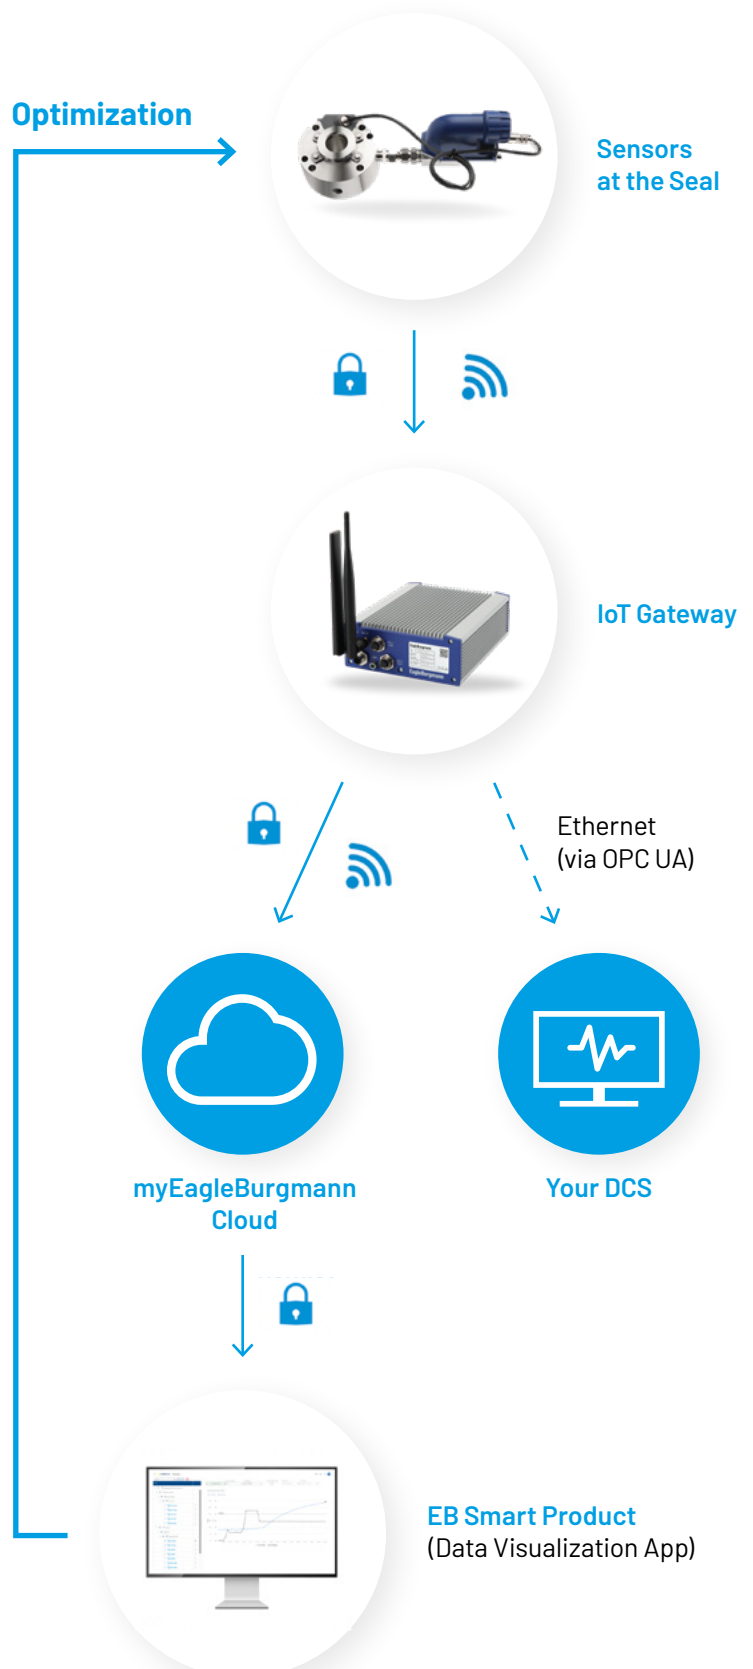 Optimization
Sensors
at the Seal
IoT Gateway
EagleBurgmann
Ethernet
(via OPC UA)
myEagleBurgmann
Cloud
Your DCS
EB Smart Product
(Data Visualization App)